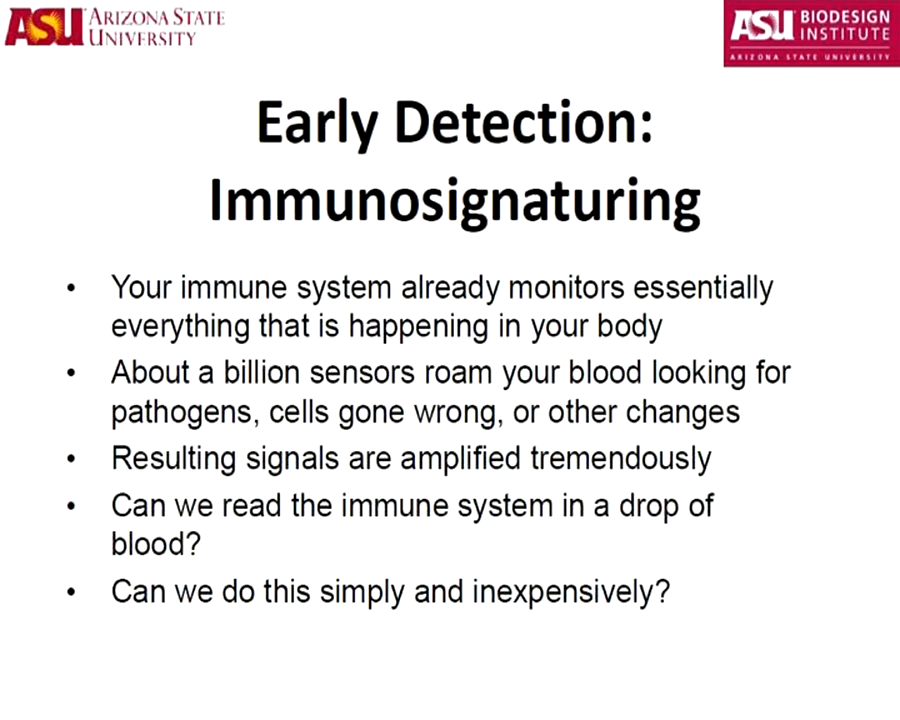 ASU ARIZONA STATE UNIVERSITY
ASU BIODESIGN INSTITUTE
ARIZONA STATE UNIVERSITY
Early Detection:
Immunosignaturing
• Your immune system already monitors essentially
everything that is happening in your body
• About a billion sensors roam your blood looking for
pathogens, cells gone wrong, or other changes
• Resulting signals are amplified tremendously
• Can we read the immune system in a drop of
blood?
• Can we do this simply and inexpensively?